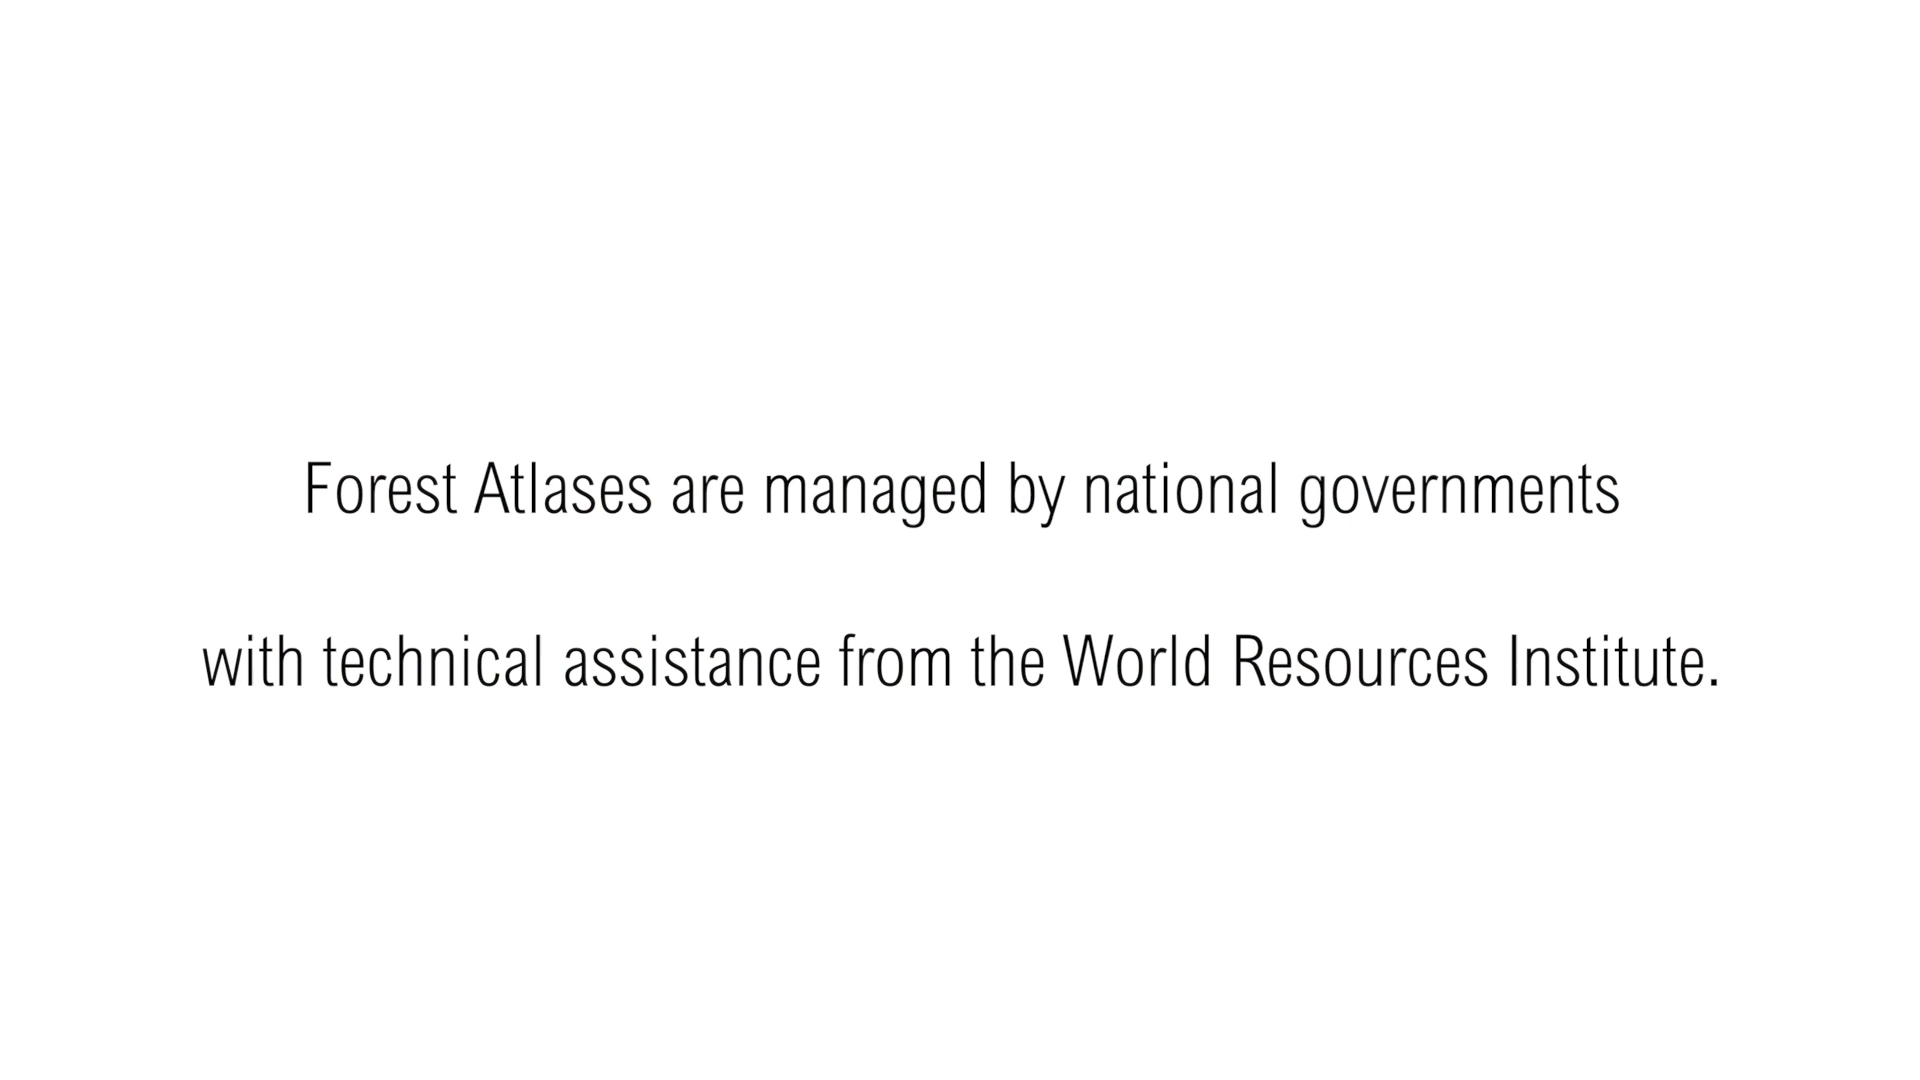 Forest Atlases are managed by national governments
with technical assistance from the World Resources Institute.